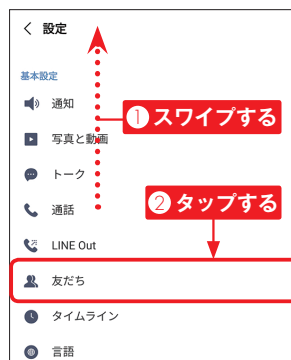 設定
基本設定
通知
① スワイプする
写真と動画
トーク
② タップする
通話
LINE Out
友だち
タイムライン
言語